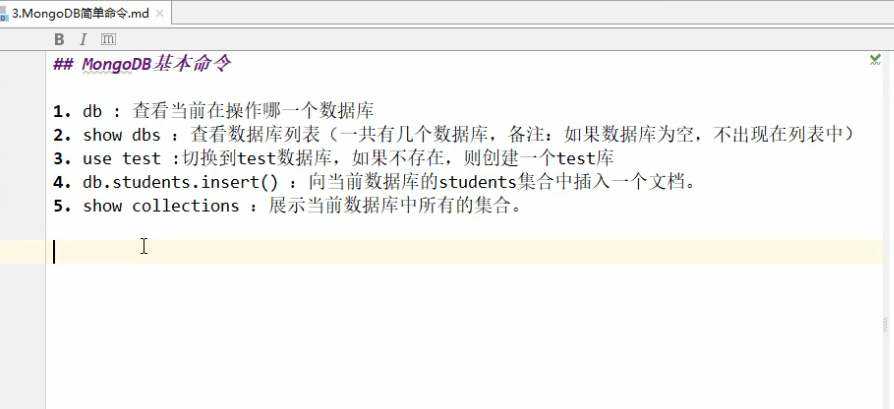 3.MongoDB简单命令.md
B I m
## MongoDB基本命令
1. db : 查看当前在操作哪一个数据库
2. show dbs : 查看数据库列表（一共有几个数据库，备注：如果数据库为空，不出现在列表中）
3. use test :切换到test数据库，如果不存在，则创建一个test库
4. db.students.insert() : 向当前数据库的students集合中插入一个文档。
5. show collections : 展示当前数据库中所有的集合。